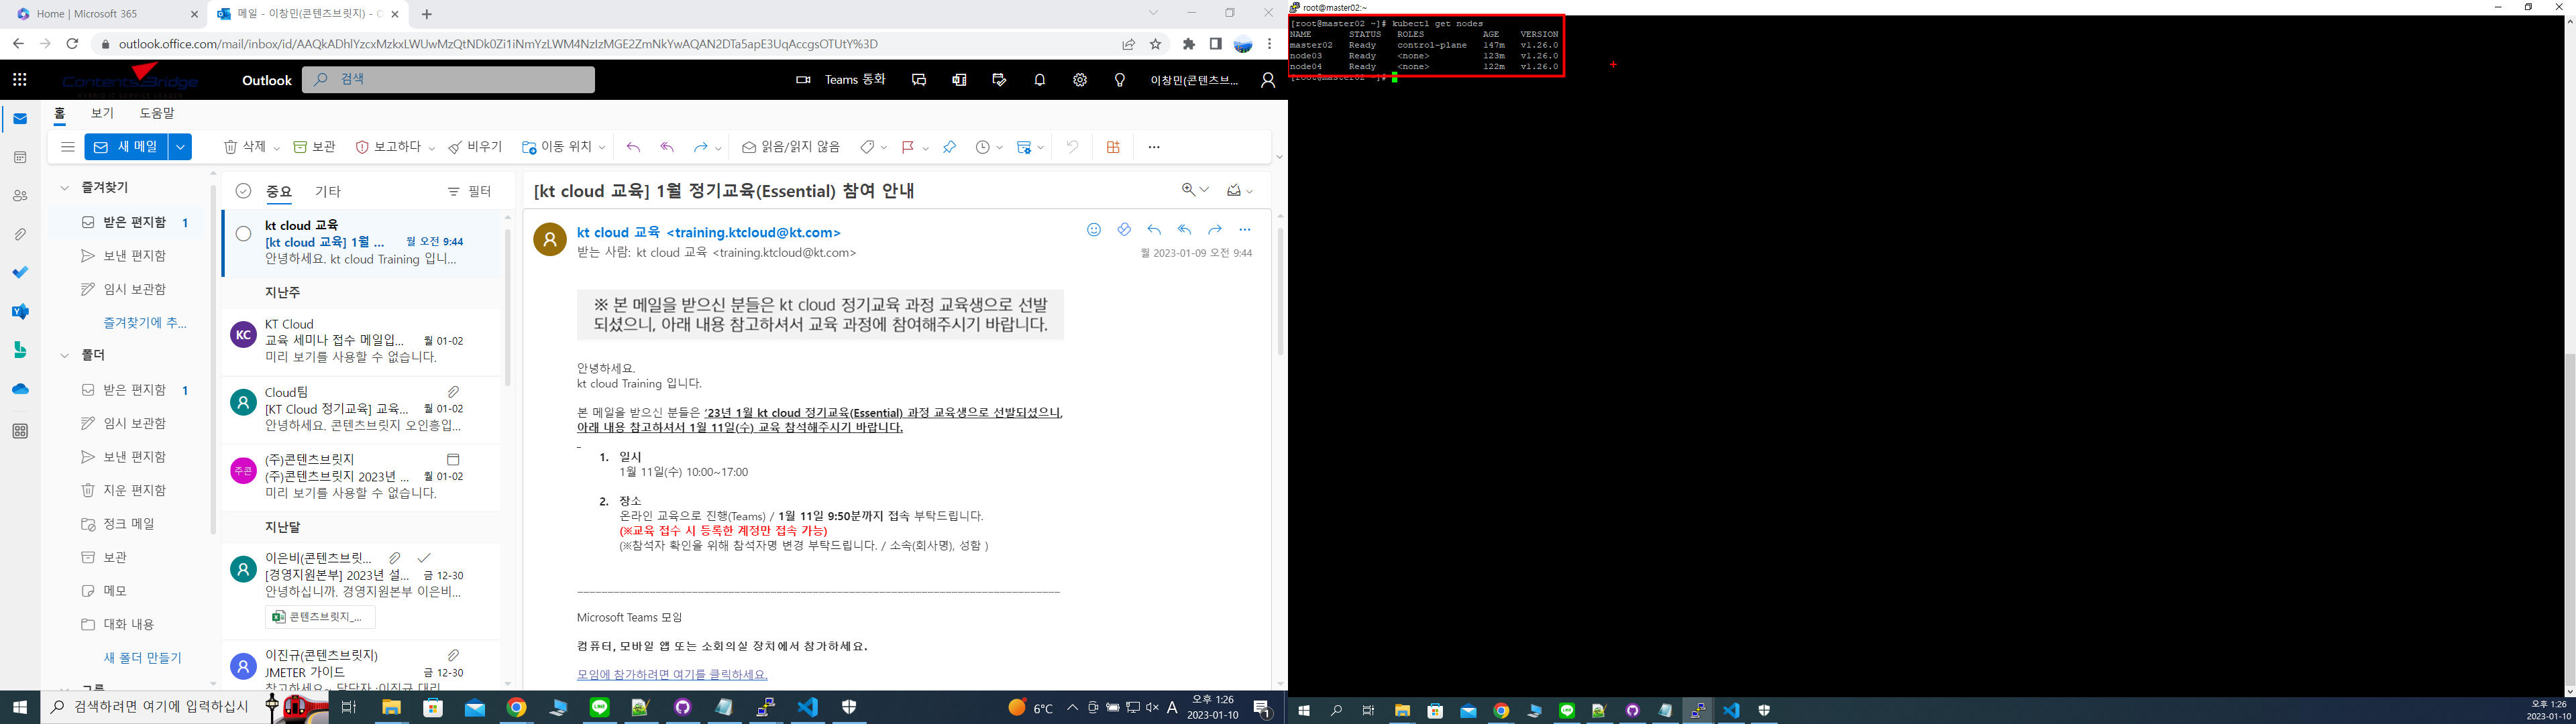 Home | Microsoft 365
메일 - 이창민(콘텐츠브릿지) - O
outlook.office.com/mail/inbox/id/AAQkADhlYzcxMzkxLWUwMzQtNDk0Zi1iNmYzLWM4NzIzMGE2ZmNkYwAQAN2DTa5apE3UqAccgsOTUtY%3D
ContentsBridge
Outlook
검색
Teams 통화
이창민(콘텐츠브...
홈 보기 도움말
새 메일 삭제 보관 보고하다 비우기 이동 위치 읽음/읽지 않음
즐겨찾기
받은 편지함 1
보낸 편지함
임시 보관함
즐겨찾기에 추...
폴더
받은 편지함 1
임시 보관함
보낸 편지함
지운 편지함
정크 메일
보관
메모
대화 내용
새 폴더 만들기
그룹
중요 기타 필터
kt cloud 교육
[kt cloud 교육] 1월 ... 월 오전 9:44
안녕하세요. kt cloud Training 입니...
지난주
KC
KT Cloud
교육 세미나 접수 메일입... 월 01-02
미리 보기를 사용할 수 없습니다.
Cloud팀
[KT Cloud 정기교육] 교육... 월 01-02
안녕하세요. 콘텐츠브릿지 오인흥입...
주콘
(주)콘텐츠브릿지
(주)콘텐츠브릿지 2023년 ... 월 01-02
미리 보기를 사용할 수 없습니다.
지난달
이은비(콘텐츠브릿...
[경영지원본부] 2023년 설... 금 12-30
안녕하십니까. 경영지원본부 이은비...
콘텐츠브릿지_...
이진규(콘텐츠브릿지)
JMETER 가이드 금 12-30
참고하세요~ 담당자 :이진규 대리
[kt cloud 교육] 1월 정기교육(Essential) 참여 안내
kt cloud 교육 <training.ktcloud@kt.com>
받는 사람: kt cloud 교육 <training.ktcloud@kt.com>
월 2023-01-09 오전 9:44
※ 본 메일을 받으신 분들은 kt cloud 정기교육 과정 교육생으로 선발
되셨으니, 아래 내용 참고하셔서 교육 과정에 참여해주시기 바랍니다.
안녕하세요.
kt cloud Training 입니다.
본 메일을 받으신 분들은 ‘23년 1월 kt cloud 정기교육(Essential) 과정 교육생으로 선발되셨으니,
아래 내용 참고하셔서 1월 11일(수) 교육 참석해주시기 바랍니다.
1. 일시
1월 11일(수) 10:00~17:00
2. 장소
온라인 교육으로 진행(Teams) / 1월 11일 9:50분까지 접속 부탁드립니다.
(※교육 접수 시 등록한 계정만 접속 가능)
(※참석자 확인을 위해 참석자명 변경 부탁드립니다. / 소속(회사명), 성함 )
Microsoft Teams 모임
컴퓨터, 모바일 앱 또는 소회의실 장치에서 참가하세요.
모임에 참가하려면 여기를 클릭하세요.
검색하려면 여기에 입력하십시
6°C
A
오후 1:26
2023-01-10
1
root@master02:~
[root@master02 ~]# kubectl get nodes
NAME STATUS ROLES AGE VERSION
master02 Ready control-plane 147m v1.26.0
node03 Ready <none> 123m v1.26.0
node04 Ready <none> 122m v1.26.0
[root@master02 ~]#
오후 1:26
2023-01-10